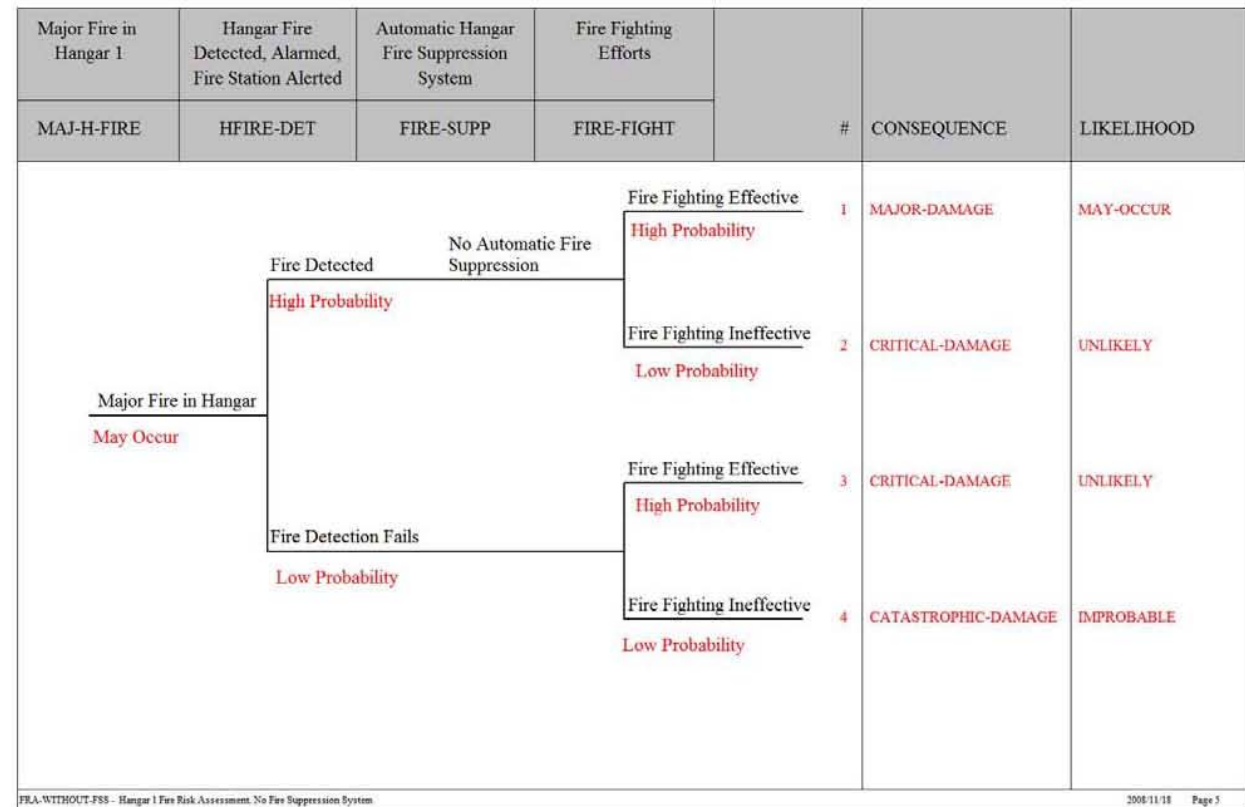 Major Fire in
Hangar 1
Hangar Fire
Detected, Alarmed,
Fire Station Alerted
Automatic Hangar
Fire Suppression
System
Fire Fighting
Efforts
MAJ-H-FIRE
HFIRE-DET
FIRE-SUPP
FIRE-FIGHT
#
CONSEQUENCE
LIKELIHOOD
Fire Fighting Effective
1
MAJOR-DAMAGE
MAY-OCCUR
High Probability
No Automatic Fire
Suppression
Fire Detected
High Probability
Fire Fighting Ineffective
2
CRITICAL-DAMAGE
UNLIKELY
Low Probability
Major Fire in Hangar
May Occur
Fire Fighting Effective
3
CRITICAL-DAMAGE
UNLIKELY
High Probability
Fire Detection Fails
Low Probability
Fire Fighting Ineffective
4
CATASTROPHIC-DAMAGE
IMPROBABLE
Low Probability
FRA-WITHOUT-FSS - Hangar 1 Fire Risk Assessment. No Fire Suppression System
2008/11/18 Page 5